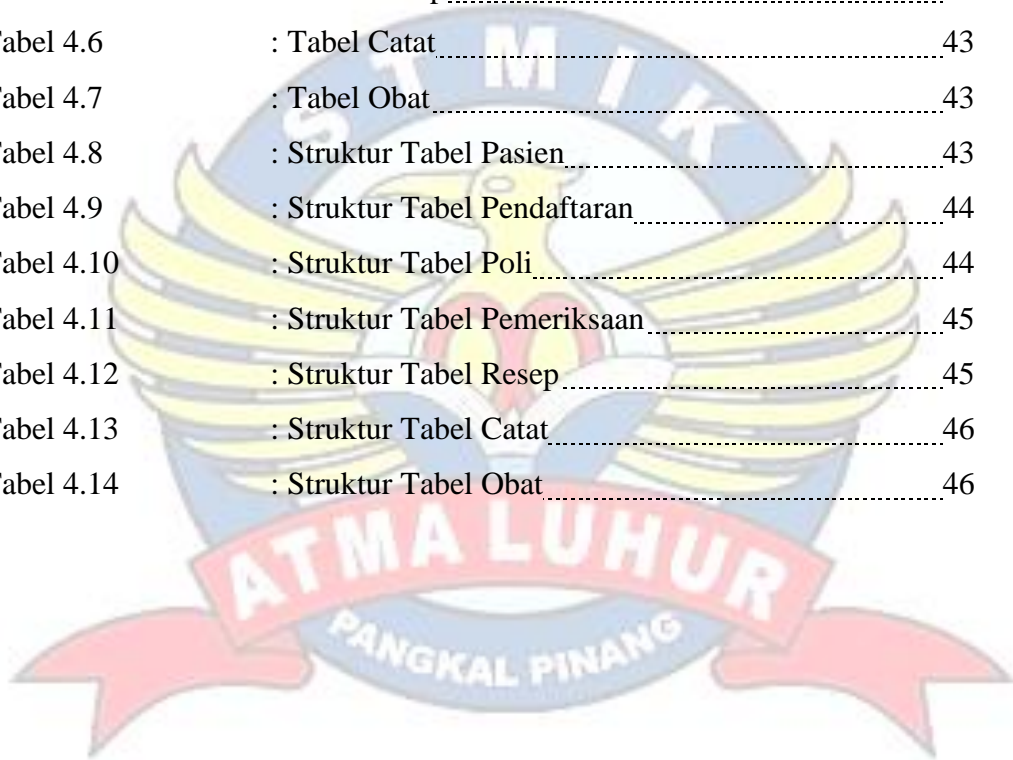 Tabel 4.6 : Tabel Catat 43
Tabel 4.7 : Tabel Obat 43
Tabel 4.8 : Struktur Tabel Pasien 43
Tabel 4.9 : Struktur Tabel Pendaftaran 44
Tabel 4.10 : Struktur Tabel Poli 44
Tabel 4.11 : Struktur Tabel Pemeriksaan 45
Tabel 4.12 : Struktur Tabel Resep 45
Tabel 4.13 : Struktur Tabel Catat 46
Tabel 4.14 : Struktur Tabel Obat 46
STMIK
ATMA LUHUR
PANGKAL PINANG